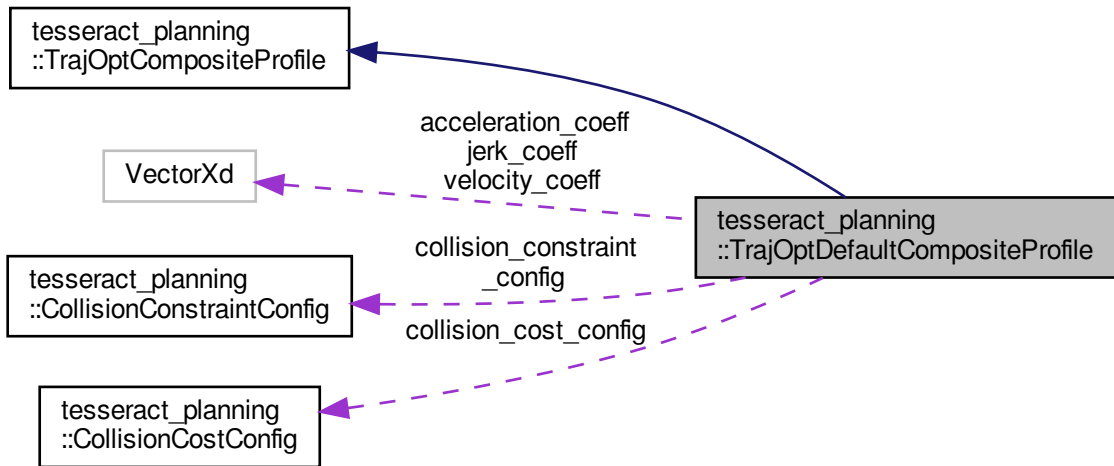 tesseract_planning
::TrajOptCompositeProfile
acceleration_coeff
jerk_coeff
velocity_coeff
VectorXd
tesseract_planning
::TrajOptDefaultCompositeProfile
collision_constraint
_config
tesseract_planning
::CollisionConstraintConfig
collision_cost_config
tesseract_planning
::CollisionCostConfig